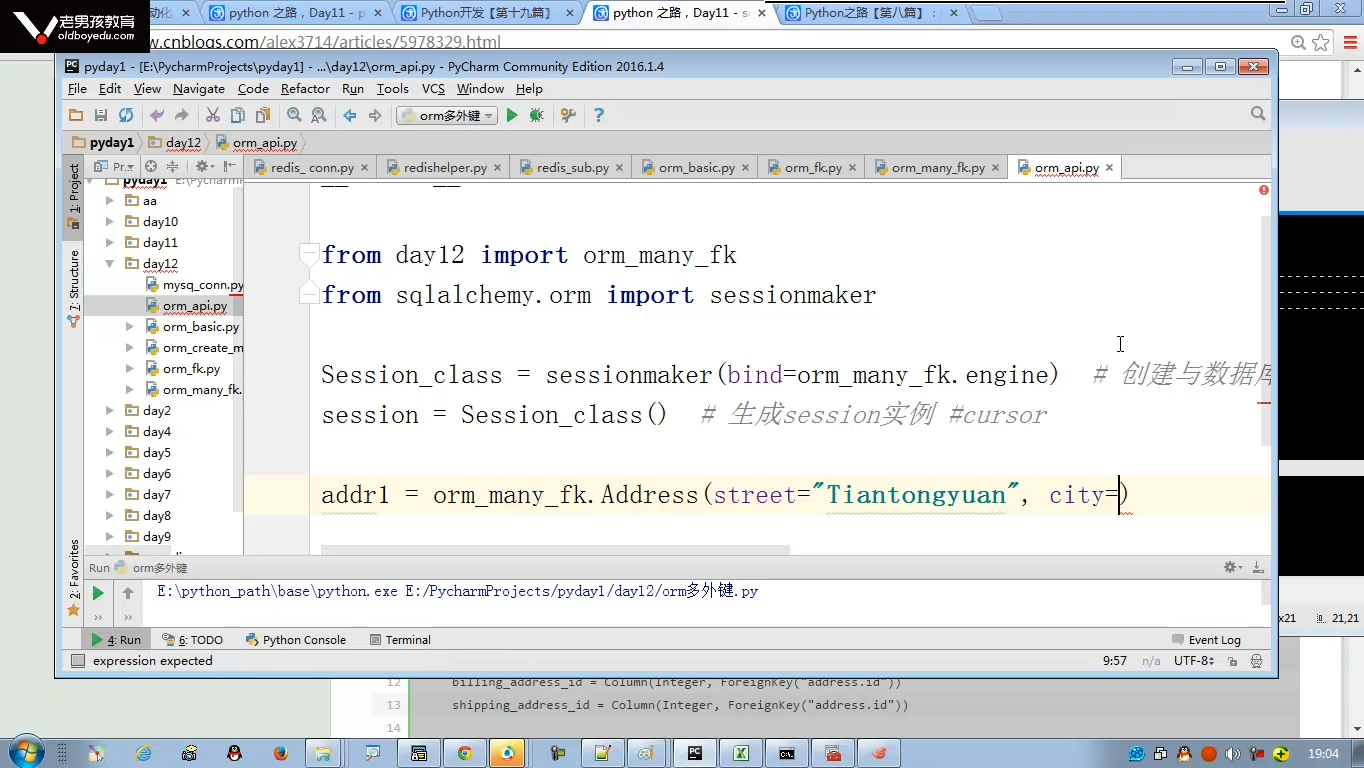 老男孩教育
oldboyedu.com
动化
python 之路，Day11 - p
Python开发【第十九篇】
python 之路，Day11 - s
Python之路【第八篇】：
w.cnblogs.com/alex3714/articles/5978329.html
pyday1 - [E:\PycharmProjects\pyday1] - ...\day12\orm_api.py - PyCharm Community Edition 2016.1.4
File Edit View Navigate Code Refactor Run Tools VCS Window Help
orm多外键
pyday1 day12 orm_api.py
1: Project
7: Structure
2: Favorites
Pr...
redis_conn.py redishelper.py redis_sub.py orm_basic.py orm_fk.py orm_many_fk.py orm_api.py
pyday1 E:\Pycharm
aa
day10
day11
day12
mysq_conn.py
orm_api.py
orm_basic.py
orm_create_m
orm_fk.py
orm_many_fk.
day2
day4
day5
day6
day7
day8
day9
from day12 import orm_many_fk
from sqlalchemy.orm import sessionmaker
Session_class = sessionmaker(bind=orm_many_fk.engine)  # 创建与数据库
session = Session_class()  # 生成session实例 #cursor
addr1 = orm_many_fk.Address(street="Tiantongyuan", city=)
Run orm多外键
E:\python_path\base\python.exe E:/PycharmProjects/pyday1/day12/orm多外键.py
4: Run 6: TODO Python Console Terminal Event Log
expression expected 9:57 n/a UTF-8
x21 21,21
12 billing_address_id = Column(Integer, ForeignKey("address.id"))
13 shipping_address_id = Column(Integer, ForeignKey("address.id"))
14
19:04